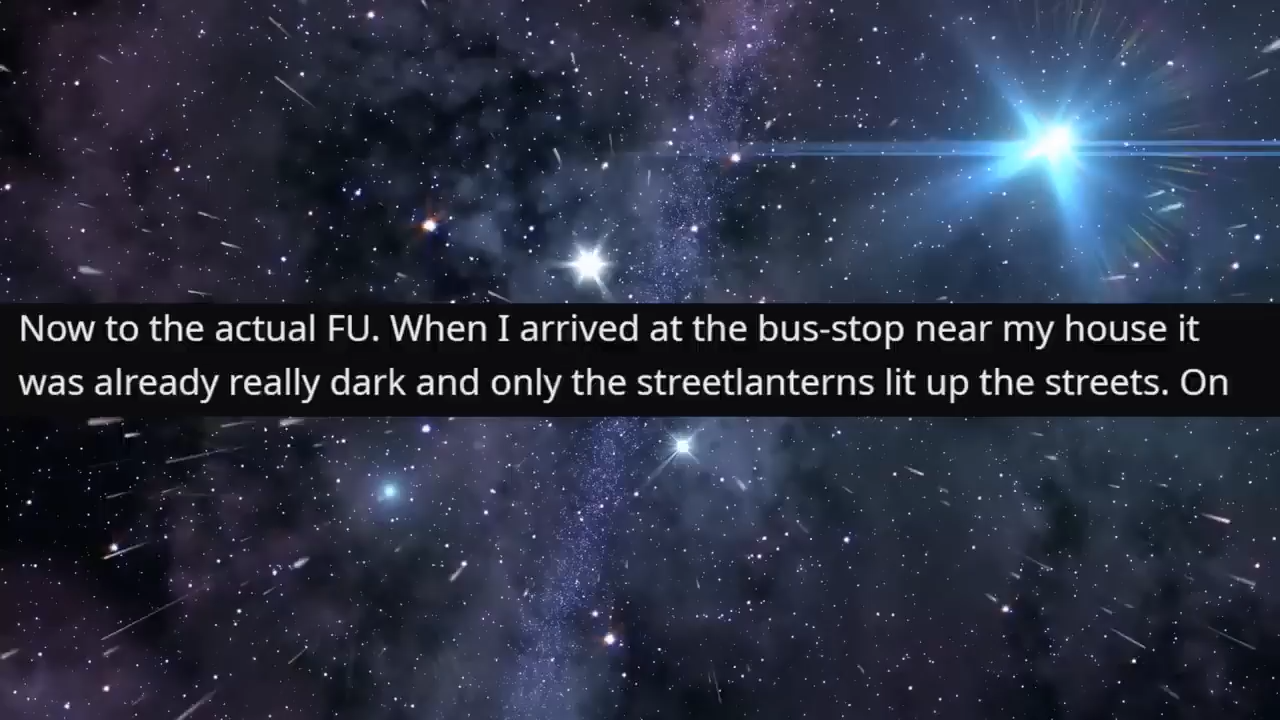 Now to the actual FU. When I arrived at the bus-stop near my house it
was already really dark and only the streetlanterns lit up the streets. On